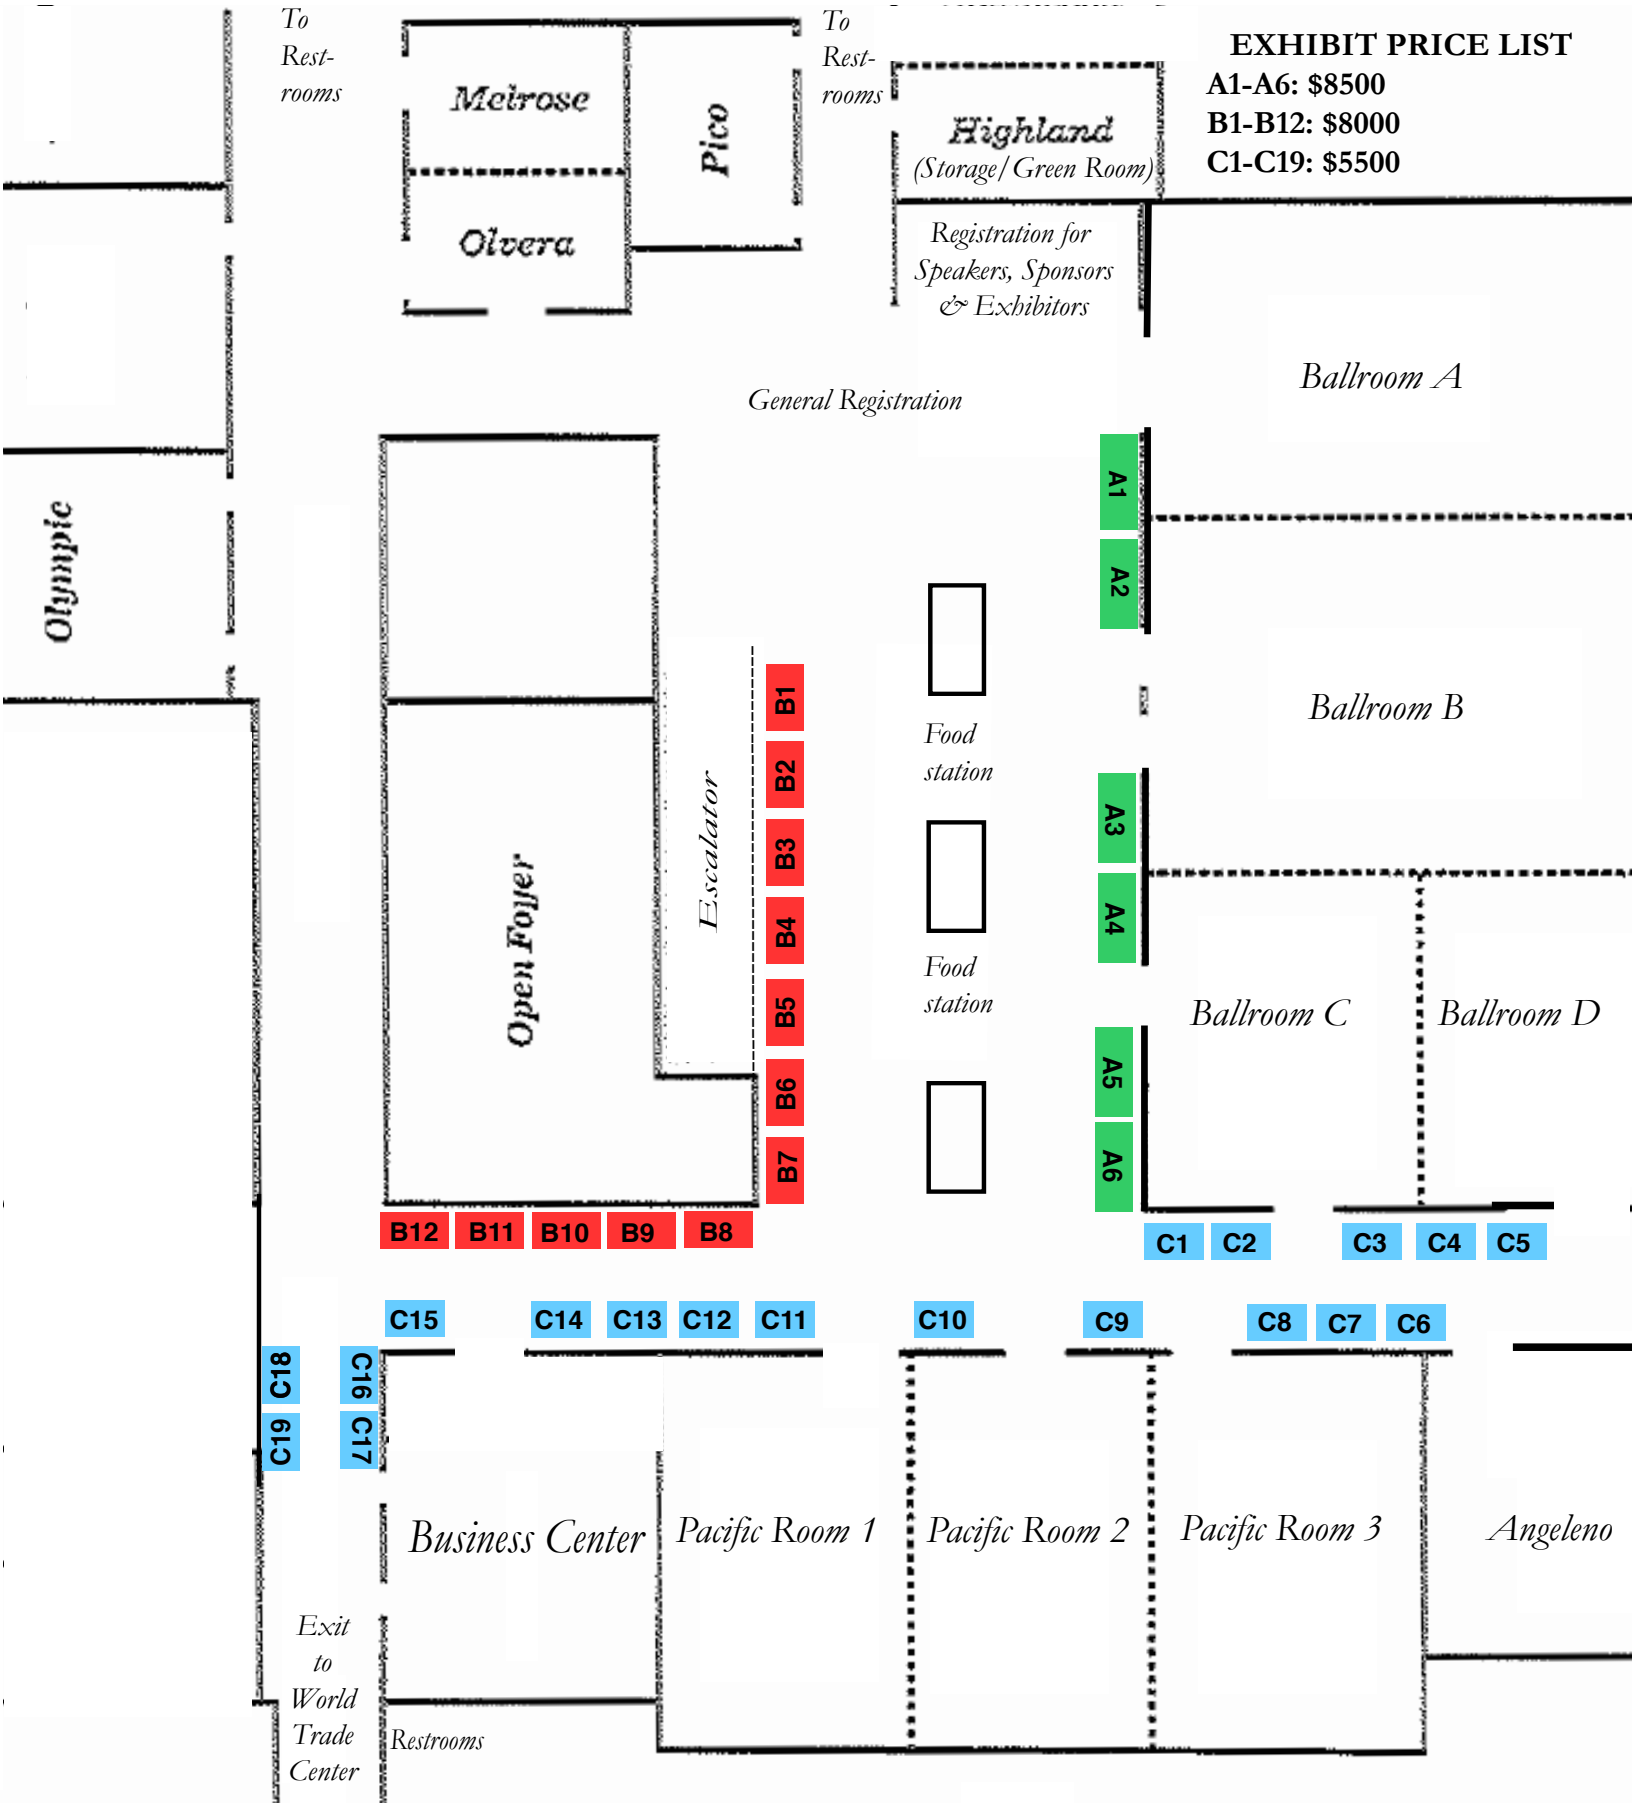 To
Rest-
rooms
To
Rest-
rooms
EXHIBIT PRICE LIST
A1-A6: $8500
B1-B12: $8000
C1-C19: $5500
Melrose
Pico
Highland
(Storage/Green Room)
Olvera
Registration for
Speakers, Sponsors
& Exhibitors
Ballroom A
General Registration
A1
Olympic
A2
B1
Ballroom B
Food
station
B2
A3
Escalator
B3
B4
A4
Open Foyer
Food
station
B5
Ballroom C
Ballroom D
A5
B6
B7
A6
B12
B11
B10
B9
B8
C1
C2
C3
C4
C5
C15
C14
C13
C12
C11
C10
C9
C8
C7
C6
C18
C16
C19
C17
Business Center
Pacific Room 1
Pacific Room 2
Pacific Room 3
Angeleno
Exit
to
World
Trade
Center
Restrooms